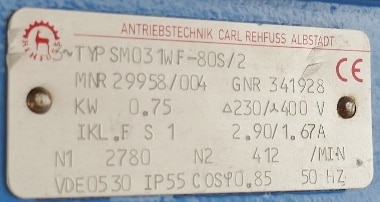 ANTRIEBSTECHNIK CARL REHFUSS ALBSTADT
~TYP SM031WF-80S/2 CE
MNR 29958/004 GNR 341928
KW 0.75 Δ230/⅄400 V
IKL.F S 1 2.90/1.67A
N1 2780 N2 412 /MIN
VDE0530 IP55 COSφ0.85 50 HZ